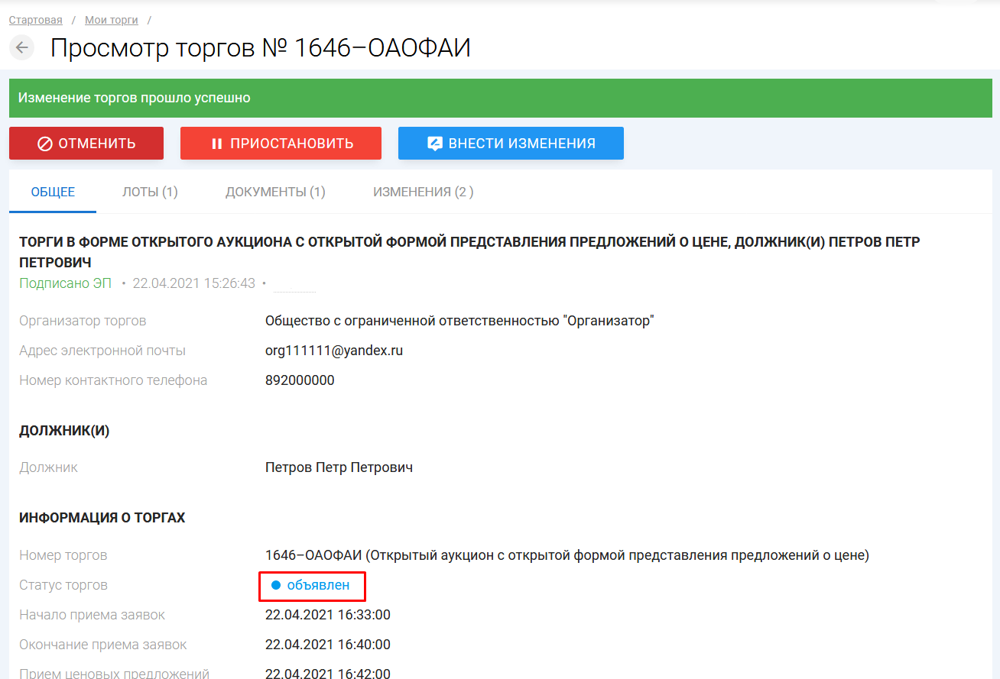 Стартовая / Мои торги /
Просмотр торгов № 1646–ОАОФАИ
Изменение торгов прошло успешно
ОТМЕНИТЬ ПРИОСТАНОВИТЬ ВНЕСТИ ИЗМЕНЕНИЯ
ОБЩЕЕ ЛОТЫ (1) ДОКУМЕНТЫ (1) ИЗМЕНЕНИЯ (2 )
ТОРГИ В ФОРМЕ ОТКРЫТОГО АУКЦИОНА С ОТКРЫТОЙ ФОРМОЙ ПРЕДСТАВЛЕНИЯ ПРЕДЛОЖЕНИЙ О ЦЕНЕ, ДОЛЖНИК(И) ПЕТРОВ ПЕТР
ПЕТРОВИЧ
Подписано ЭП • 22.04.2021 15:26:43 •
Организатор торгов Общество с ограниченной ответственностью "Организатор"
Адрес электронной почты org111111@yandex.ru
Номер контактного телефона 892000000
ДОЛЖНИК(И)
Должник Петров Петр Петрович
ИНФОРМАЦИЯ О ТОРГАХ
Номер торгов 1646–ОАОФАИ (Открытый аукцион с открытой формой представления предложений о цене)
Статус торгов объявлен
Начало приема заявок 22.04.2021 16:33:00
Окончание приема заявок 22.04.2021 16:40:00
Прием ценовых предложений 22.04.2021 16:42:00